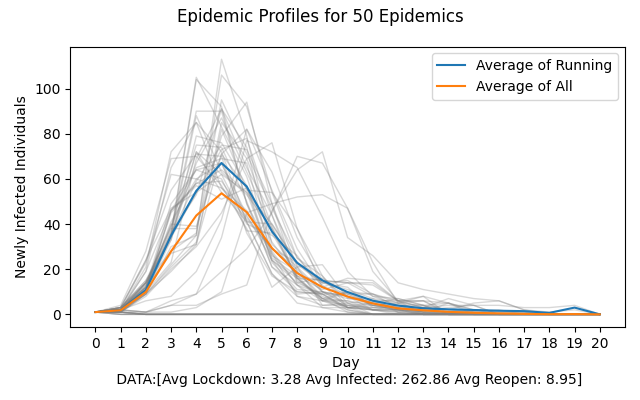 Epidemic Profiles for 50 Epidemics
Average of Running
Average of All
Newly Infected Individuals
100
80
60
40
20
0
0 1 2 3 4 5 6 7 8 9 10 11 12 13 14 15 16 17 18 19 20
Day
DATA:[Avg Lockdown: 3.28 Avg Infected: 262.86 Avg Reopen: 8.95]